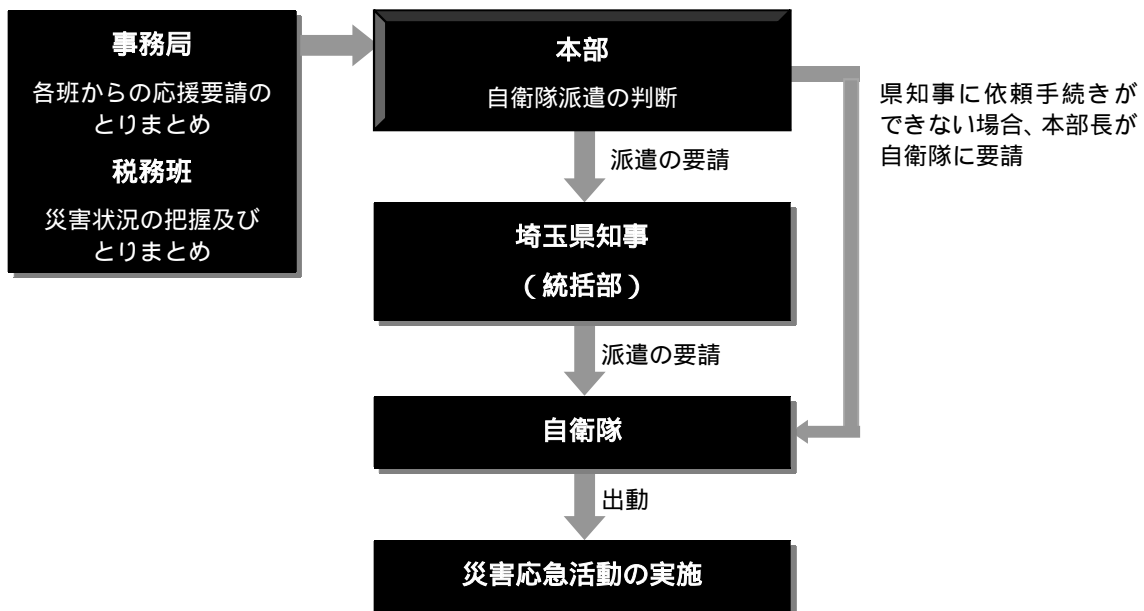 事務局
各班からの応援要請の
とりまとめ
税務班
災害状況の把握及び
とりまとめ
本部
自衛隊派遣の判断
県知事に依頼手続きが
できない場合、本部長が
自衛隊に要請
派遣の要請
埼玉県知事
（統括部）
派遣の要請
自衛隊
出動
災害応急活動の実施